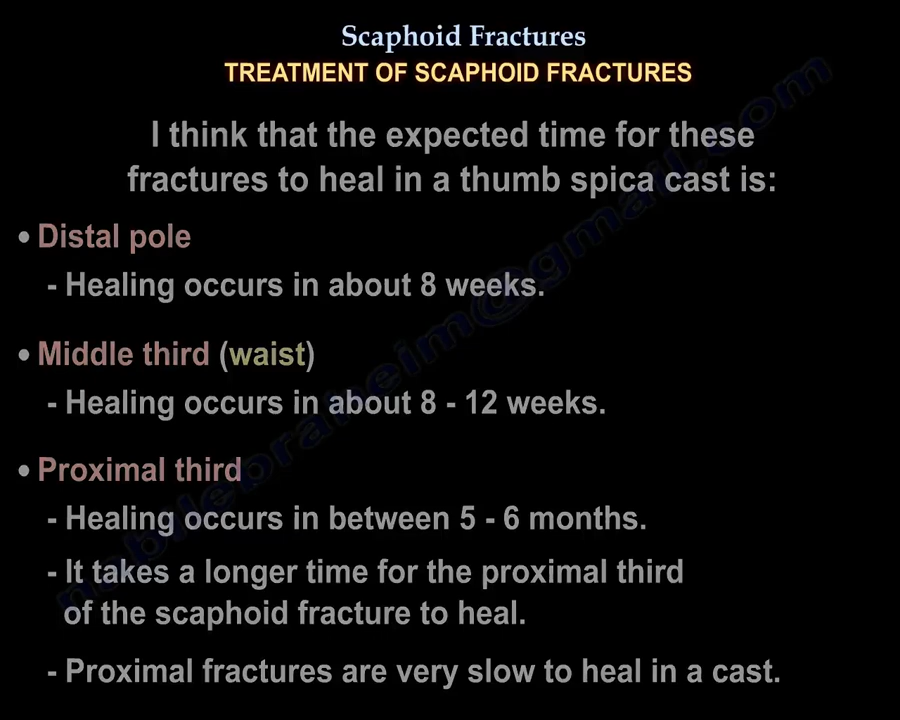 Scaphoid Fractures
TREATMENT OF SCAPHOID FRACTURES
I think that the expected time for these
fractures to heal in a thumb spica cast is:
• Distal pole
- Healing occurs in about 8 weeks.
• Middle third (waist)
- Healing occurs in about 8 - 12 weeks.
• Proximal third
- Healing occurs in between 5 - 6 months.
- It takes a longer time for the proximal third
of the scaphoid fracture to heal.
- Proximal fractures are very slow to heal in a cast.
nabilebraheim@gmail.com